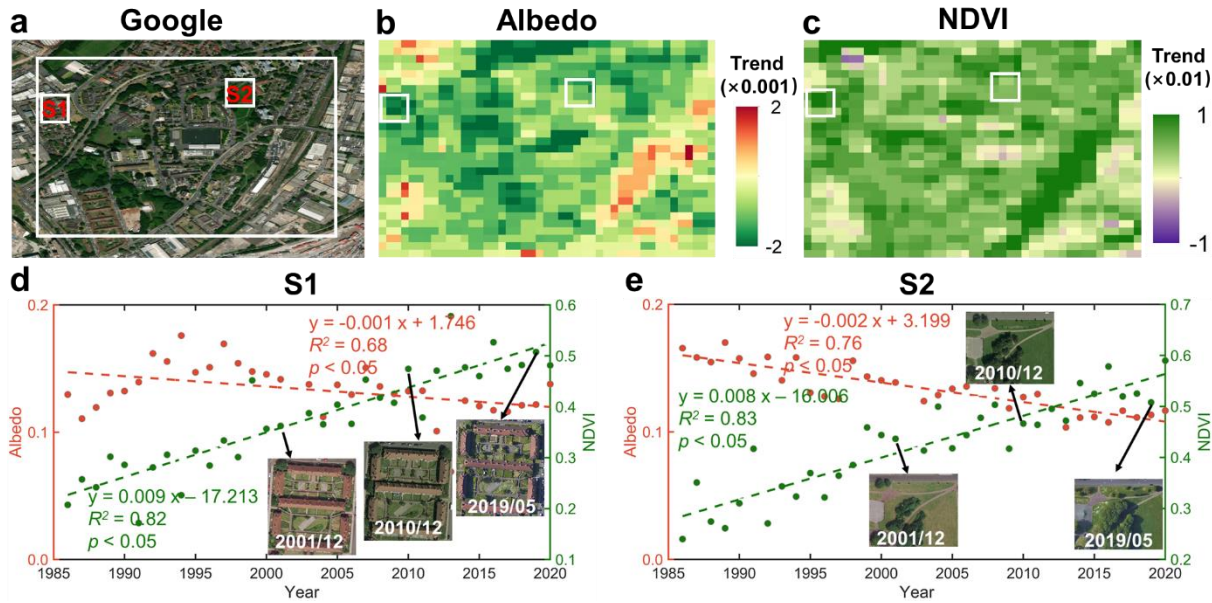 a
Google
S1
S2
b
Albedo
Trend
(×0.001)
2
-2
c
NDVI
Trend
(×0.01)
1
-1
d
S1
0.2
0.1
0.0
Albedo
y = -0.001 x + 1.746
R² = 0.68
p < 0.05
y = 0.009 x – 17.213
R² = 0.82
p < 0.05
2001/12
2010/12
2019/05
0.6
0.5
0.4
0.3
0.2
0.1
NDVI
1985 1990 1995 2000 2005 2010 2015 2020
Year
e
S2
0.2
0.1
0.0
Albedo
y = -0.002 x + 3.199
R² = 0.76
p < 0.05
y = 0.008 x – 16.006
R² = 0.83
p < 0.05
2010/12
2001/12
2019/05
0.7
0.6
0.5
0.4
0.3
0.2
NDVI
1985 1990 1995 2000 2005 2010 2015 2020
Year